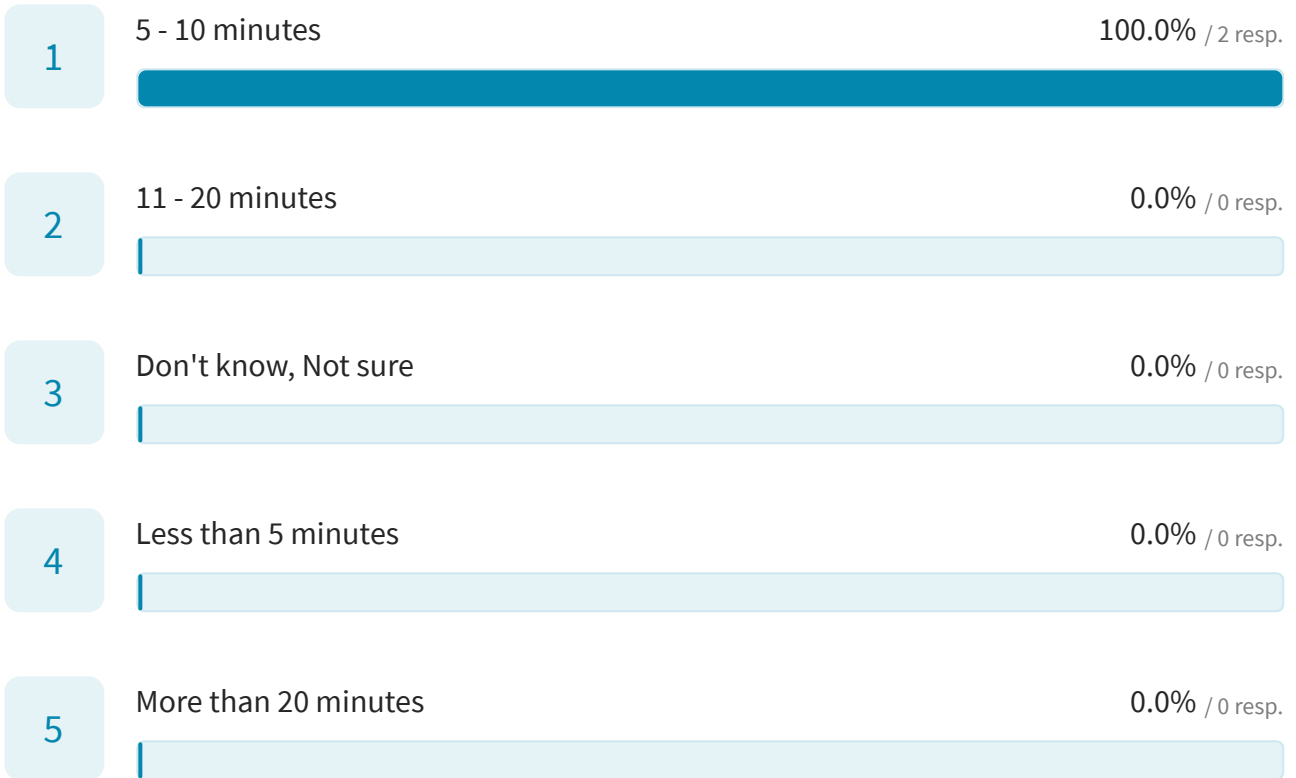 1
5 - 10 minutes 100.0% / 2 resp.
2
11 - 20 minutes 0.0% / 0 resp.
3
Don't know, Not sure 0.0% / 0 resp.
4
Less than 5 minutes 0.0% / 0 resp.
5
More than 20 minutes 0.0% / 0 resp.